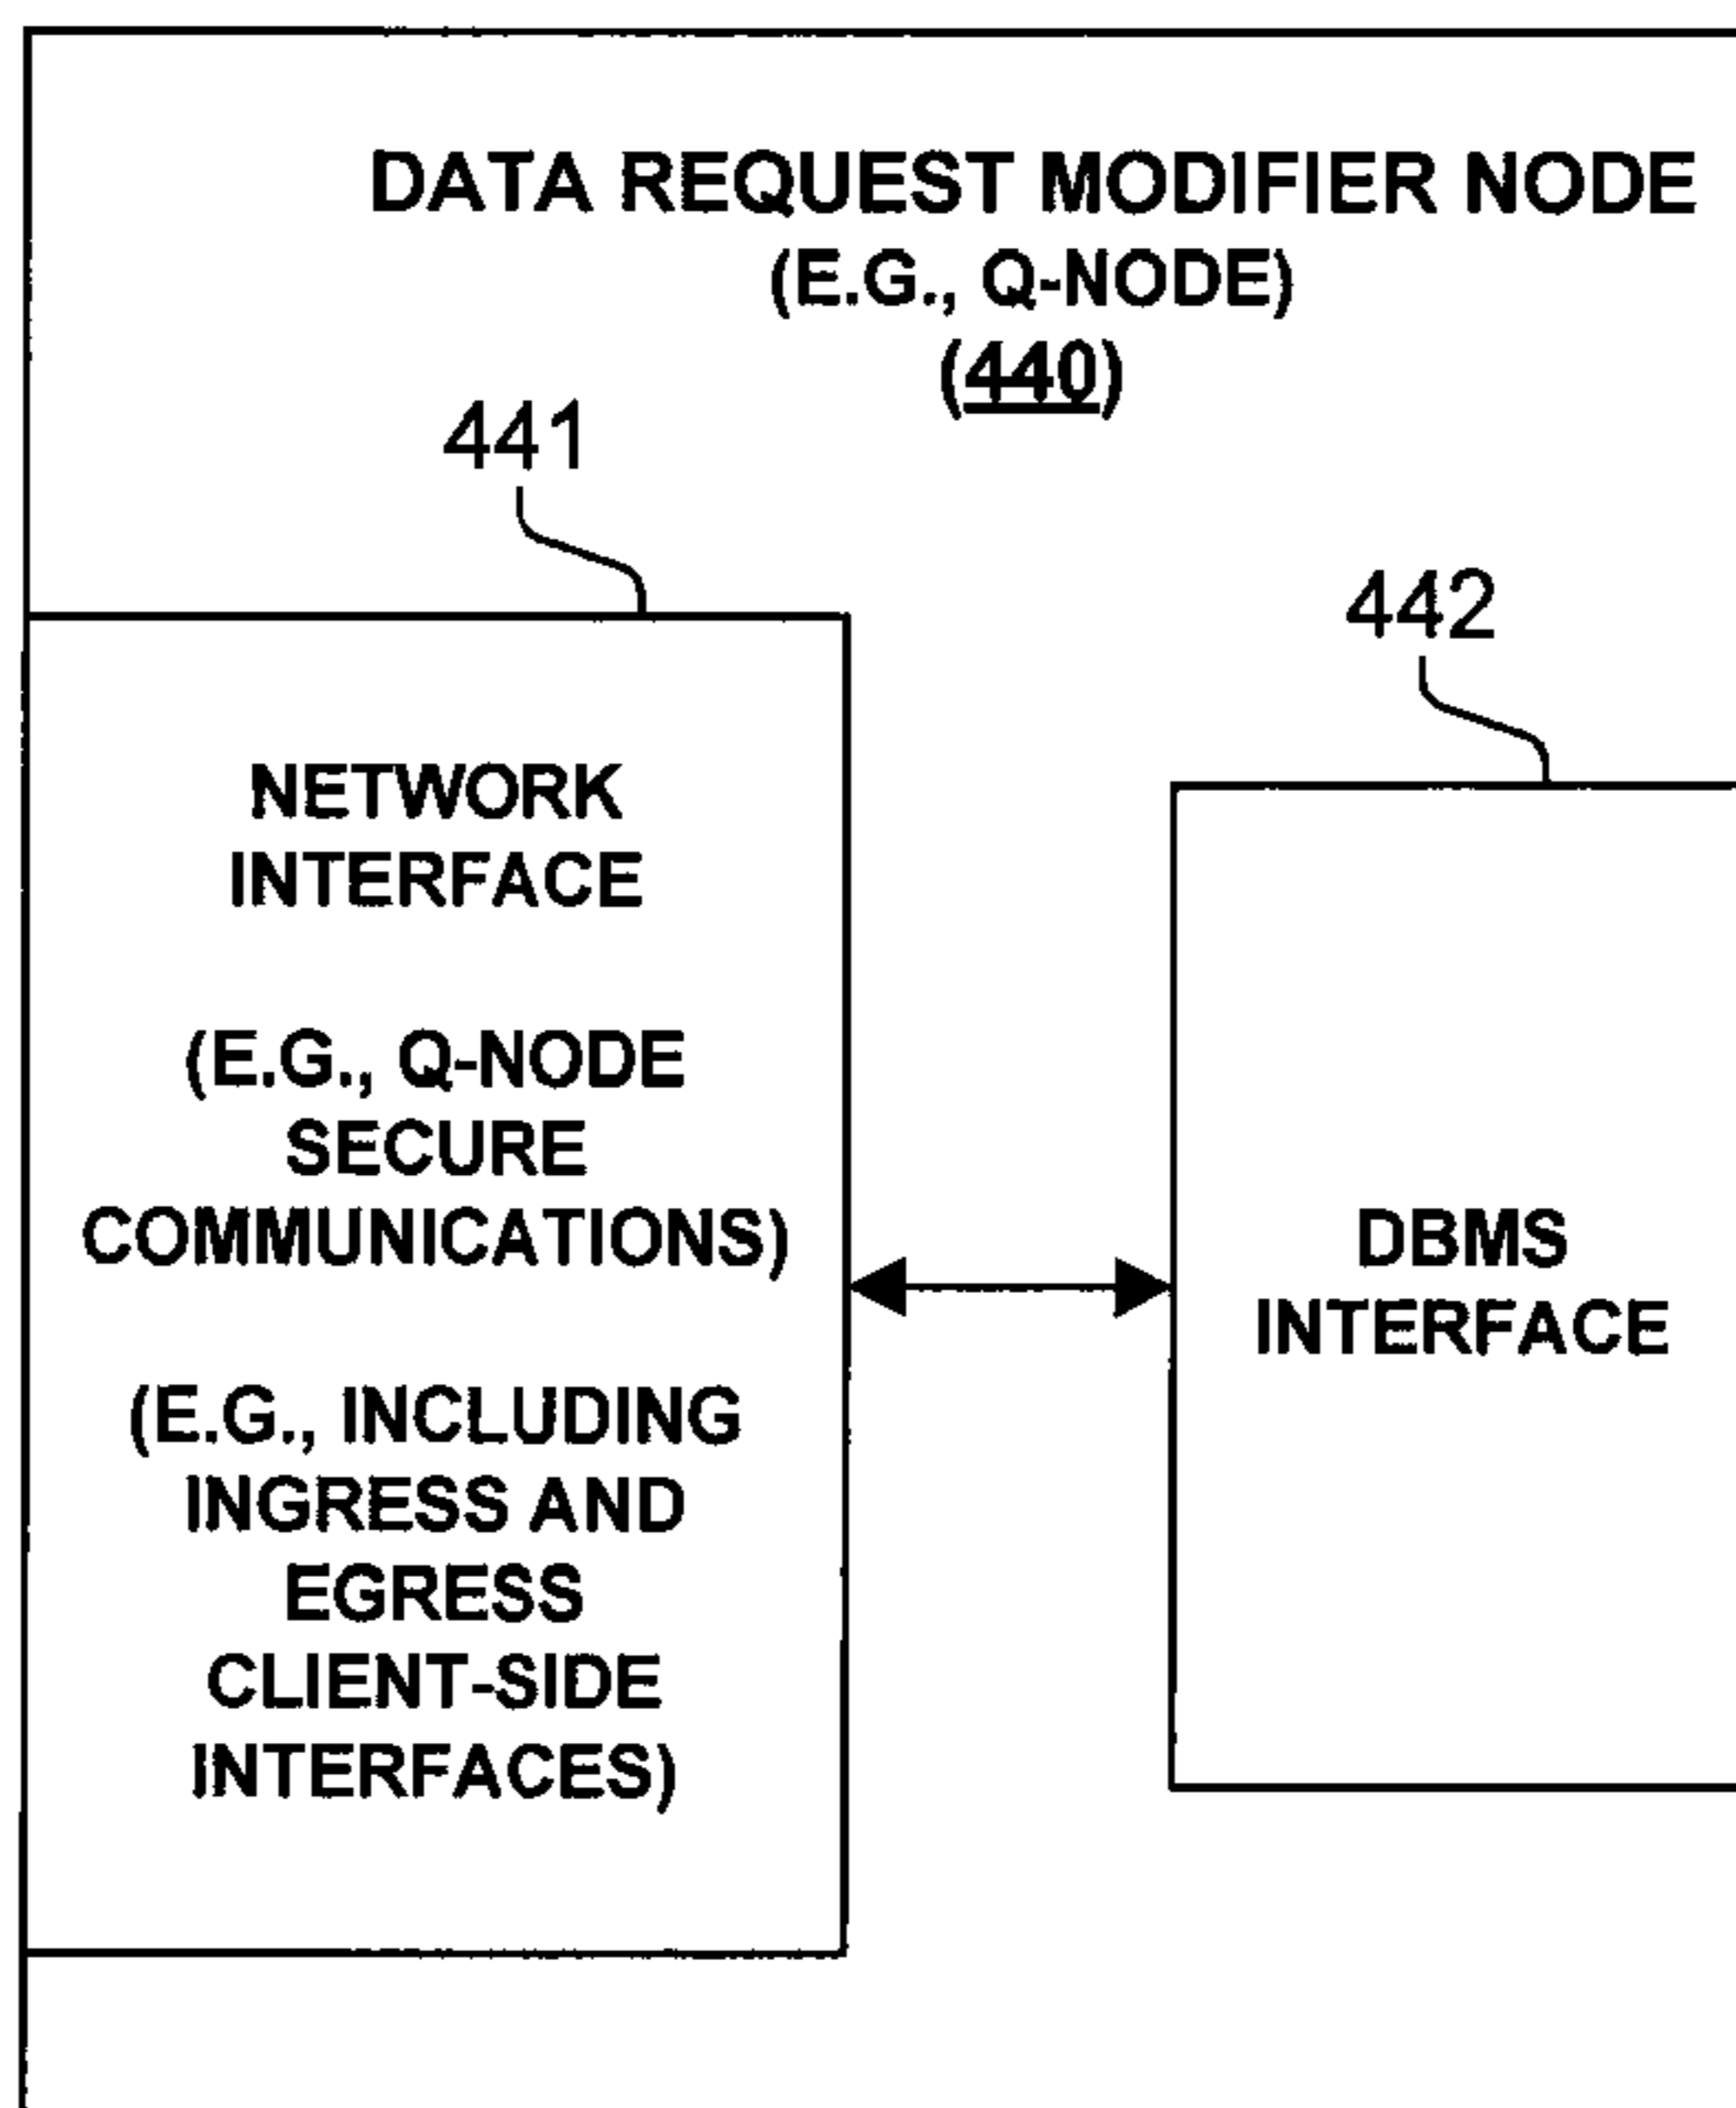 DATA REQUEST MODIFIER NODE
(E.G., Q-NODE)
(440)
441
442
NETWORK
INTERFACE
(E.G., Q-NODE
SECURE
COMMUNICATIONS)
(E.G., INCLUDING
INGRESS AND
EGRESS
CLIENT-SIDE
INTERFACES)
DBMS
INTERFACE